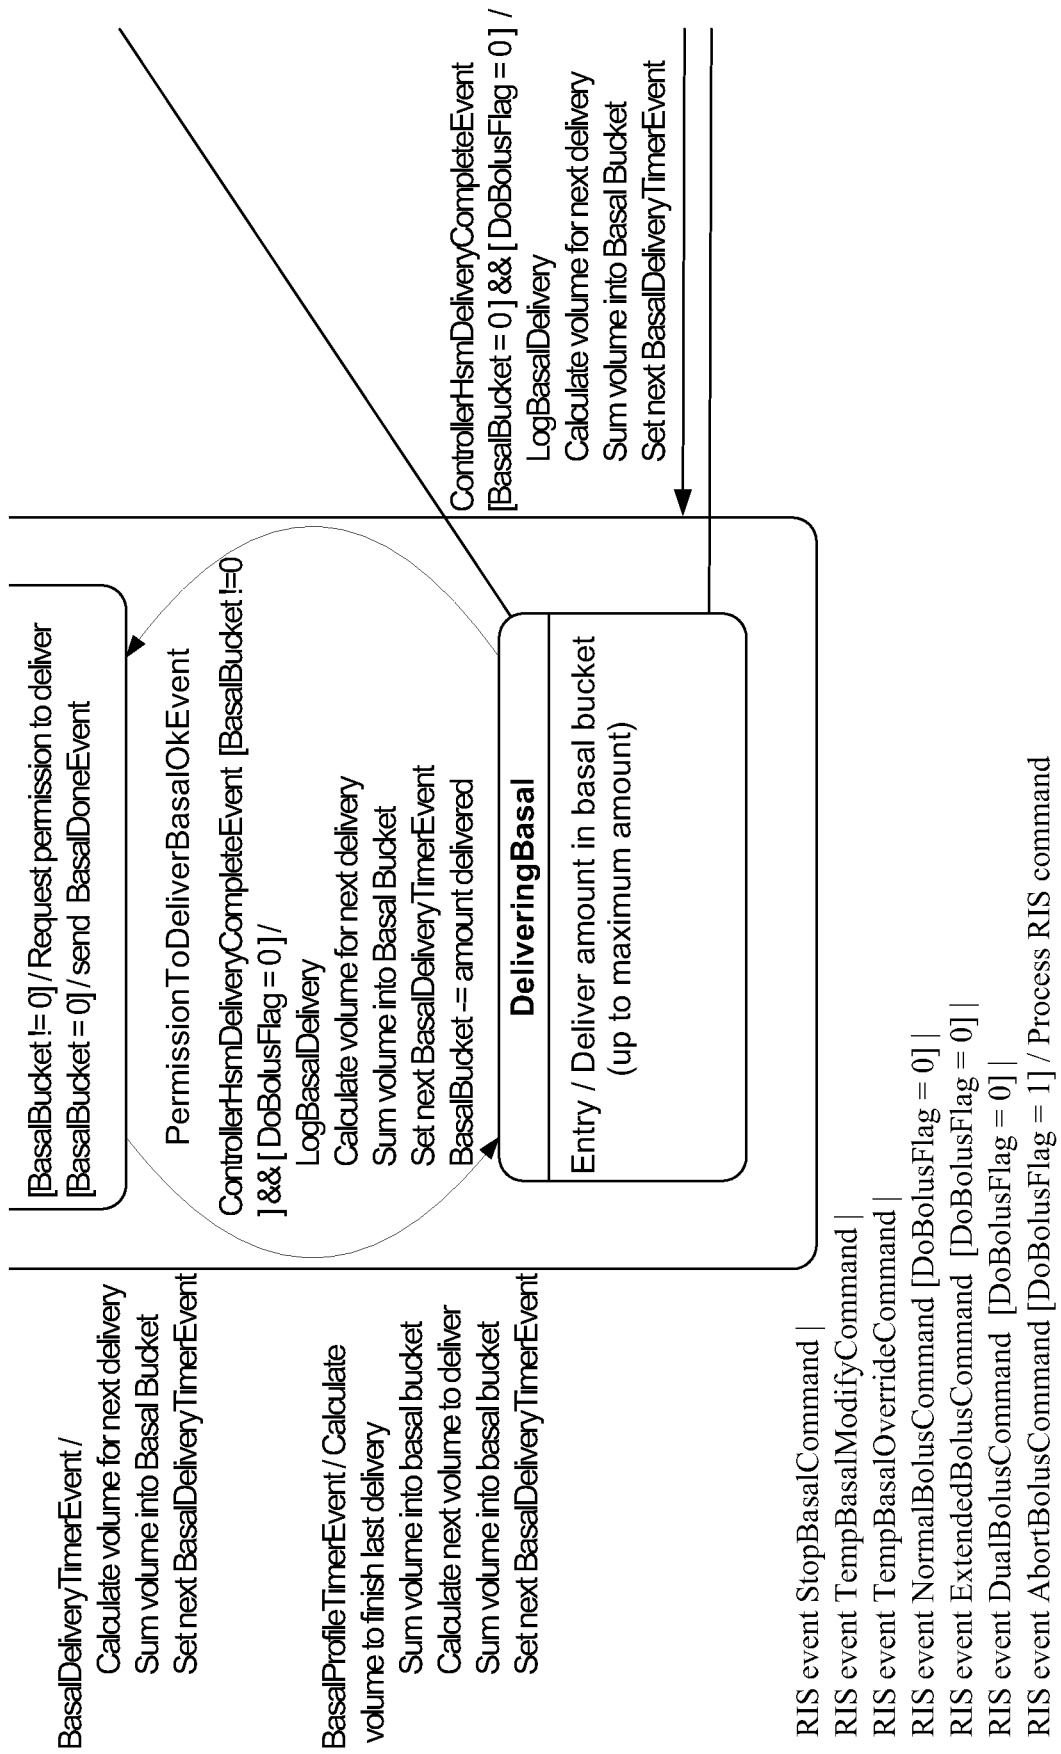 BasalDeliveryTimerEvent /
Calculate volume for next delivery
Sum volume into Basal Bucket
Set next BasalDeliveryTimerEvent
BasalProfileTimerEvent / Calculate
volume to finish last delivery
Sum volume into basal bucket
Calculate next volume to deliver
Sum volume into basal bucket
Set next BasalDeliveryTimerEvent
[BasalBucket != 0] / Request permission to deliver
[BasalBucket = 0] / send BasalDoneEvent
PermissionToDeliverBasalOkEvent
ControllerHsmDeliveryCompleteEvent [BasalBucket !=0
] && [ DoBolusFlag = 0 ] /
LogBasalDelivery
Calculate volume for next delivery
Sum volume into Basal Bucket
Set next BasalDeliveryTimerEvent
BasalBucket -= amount delivered
DeliveringBasal
Entry / Deliver amount in basal bucket
(up to maximum amount)
ControllerHsmDeliveryCompleteEvent
[BasalBucket = 0 ] && [ DoBolusFlag = 0 ] /
LogBasalDelivery
Calculate volume for next delivery
Sum volume into Basal Bucket
Set next BasalDeliveryTimerEvent
RIS event StopBasalCommand |
RIS event TempBasalModifyCommand |
RIS event TempBasalOverrideCommand |
RIS event NormalBolusCommand [DoBolusFlag = 0] |
RIS event ExtendedBolusCommand [DoBolusFlag = 0] |
RIS event DualBolusCommand [DoBolusFlag = 0] |
RIS event AbortBolusCommand [DoBolusFlag = 1] / Process RIS command